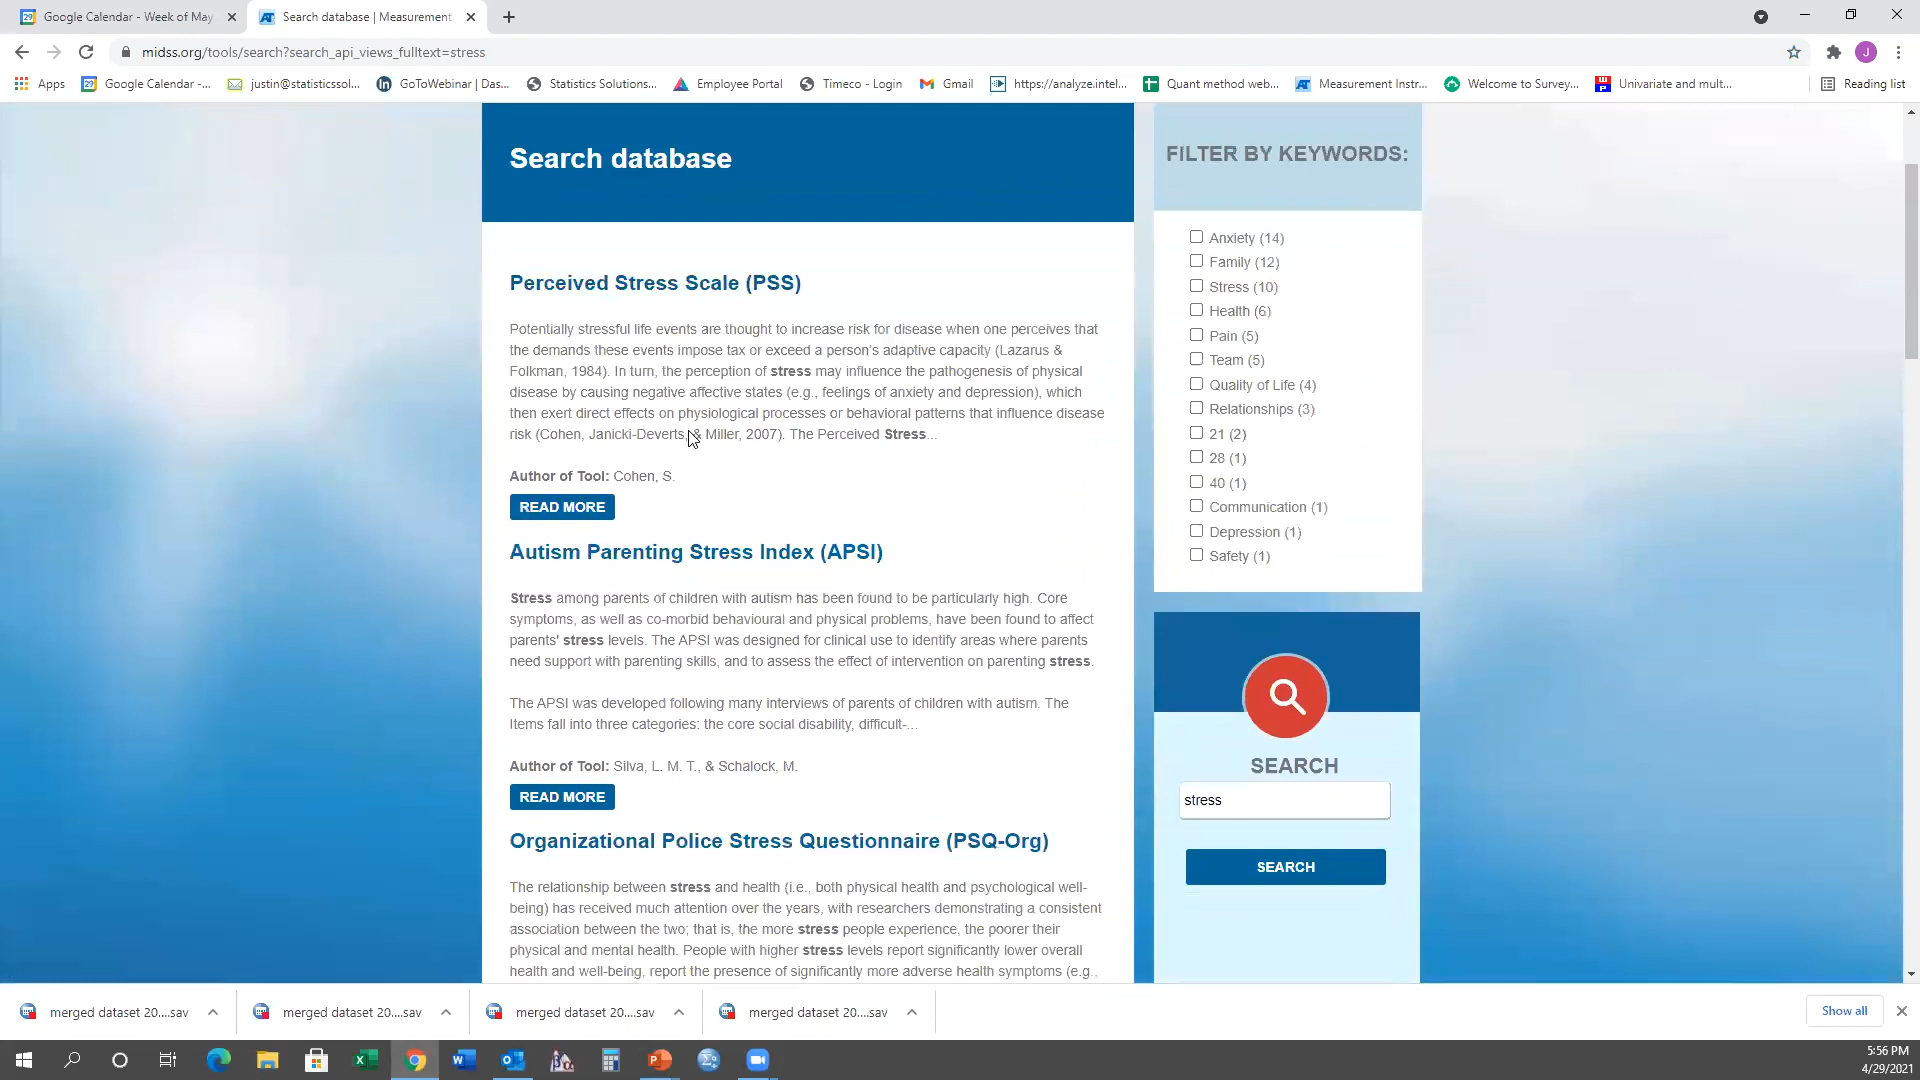 Google Calendar - Week of May
Search database | Measurement
midss.org/tools/search?search_api_views_fulltext=stress
J
Apps
Google Calendar -...
justin@statisticssol...
GoToWebinar | Das...
Statistics Solutions...
Employee Portal
Timeco - Login
Gmail
https://analyze.intel...
Quant method web...
Measurement Instr...
Welcome to Survey...
Univariate and mult...
Reading list
Search database
Perceived Stress Scale (PSS)
Potentially stressful life events are thought to increase risk for disease when one perceives that
the demands these events impose tax or exceed a person's adaptive capacity (Lazarus &
Folkman, 1984). In turn, the perception of stress may influence the pathogenesis of physical
disease by causing negative affective states (e.g., feelings of anxiety and depression), which
then exert direct effects on physiological processes or behavioral patterns that influence disease
risk (Cohen, Janicki-Deverts, & Miller, 2007). The Perceived Stress...
Author of Tool: Cohen, S.
READ MORE
Autism Parenting Stress Index (APSI)
Stress among parents of children with autism has been found to be particularly high. Core
symptoms, as well as co-morbid behavioural and physical problems, have been found to affect
parents' stress levels. The APSI was designed for clinical use to identify areas where parents
need support with parenting skills, and to assess the effect of intervention on parenting stress.
The APSI was developed following many interviews of parents of children with autism. The
Items fall into three categories: the core social disability, difficult-...
Author of Tool: Silva, L. M. T., & Schalock, M.
READ MORE
Organizational Police Stress Questionnaire (PSQ-Org)
The relationship between stress and health (i.e., both physical health and psychological well-
being) has received much attention over the years, with researchers demonstrating a consistent
association between the two; that is, the more stress people experience, the poorer their
physical and mental health. People with higher stress levels report significantly lower overall
health and well-being, report the presence of significantly more adverse health symptoms (e.g.,
FILTER BY KEYWORDS:
Anxiety (14)
Family (12)
Stress (10)
Health (6)
Pain (5)
Team (5)
Quality of Life (4)
Relationships (3)
21 (2)
28 (1)
40 (1)
Communication (1)
Depression (1)
Safety (1)
SEARCH
stress
SEARCH
merged dataset 20....sav
merged dataset 20....sav
merged dataset 20....sav
merged dataset 20....sav
Show all
5:56 PM
4/29/2021